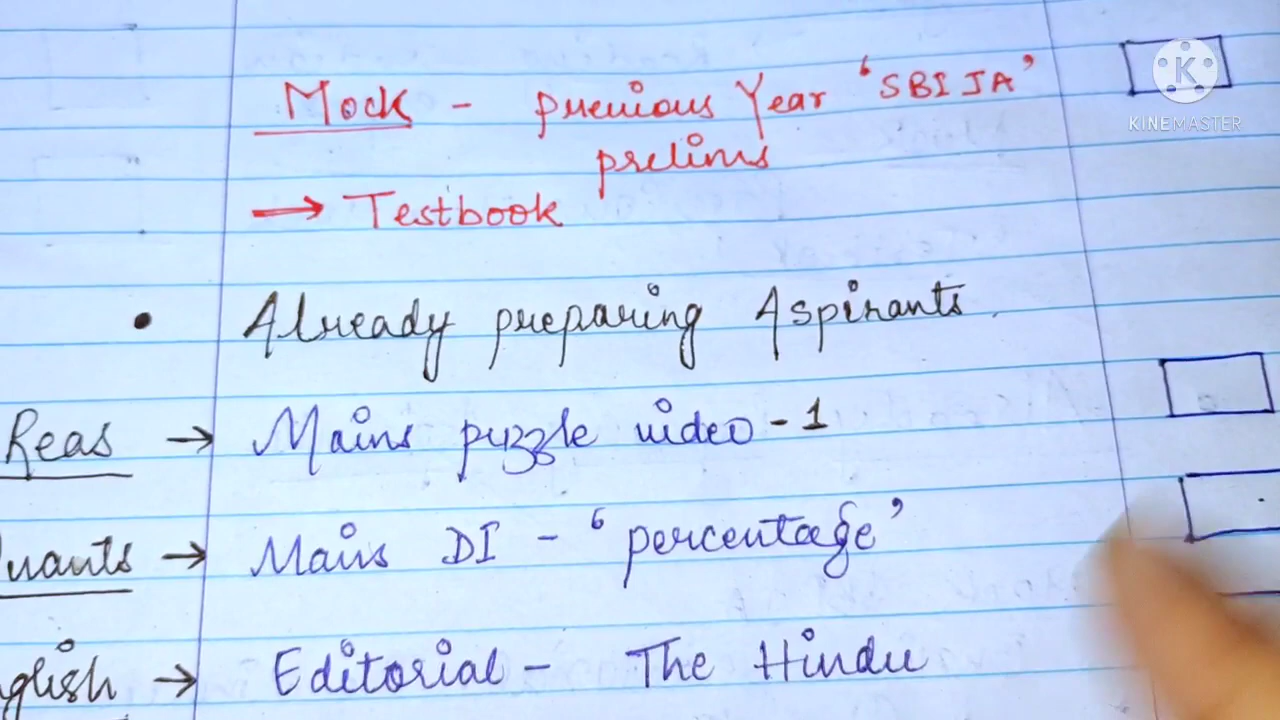 Mock - previous Year 'SBI JA'
prelims
→ Testbook
• Already preparing Aspirants.
Reas → Mains puzzle video - 1
uants → Mains DI - 'percentage'
glish → Editorial - The Hindu
K
KINEMASTER